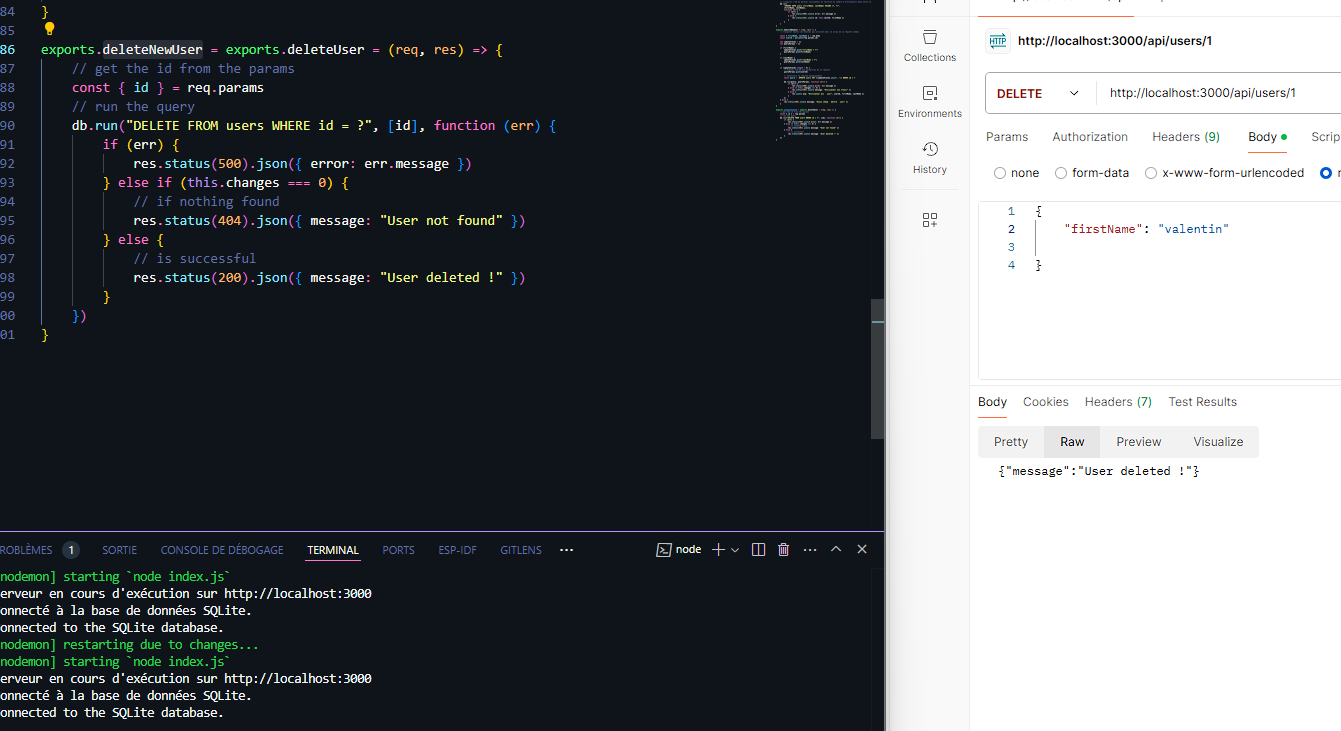 84 }
85
86 exports.deleteNewUser = exports.deleteUser = (req, res) => {
87 // get the id from the params
88 const { id } = req.params
89 // run the query
90 db.run("DELETE FROM users WHERE id = ?", [id], function (err) {
91 if (err) {
92 res.status(500).json({ error: err.message })
93 } else if (this.changes === 0) {
94 // if nothing found
95 res.status(404).json({ message: "User not found" })
96 } else {
97 // is successful
98 res.status(200).json({ message: "User deleted !" })
99 }
00 })
01 }
ROBLÈMES 1 SORTIE CONSOLE DE DÉBOGAGE TERMINAL PORTS ESP-IDF GITLENS ··· node
nodemon] starting `node index.js`
erveur en cours d'exécution sur http://localhost:3000
onnecté à la base de données SQLite.
onnected to the SQLite database.
nodemon] restarting due to changes...
nodemon] starting `node index.js`
erveur en cours d'exécution sur http://localhost:3000
onnecté à la base de données SQLite.
onnected to the SQLite database.
Collections
Environments
History
HTTP http://localhost:3000/api/users/1
DELETE http://localhost:3000/api/users/1
Params Authorization Headers (9) Body Scrip
none form-data x-www-form-urlencoded r
1 {
2 "firstName": "valentin"
3
4 }
Body Cookies Headers (7) Test Results
Pretty Raw Preview Visualize
{"message":"User deleted !"}